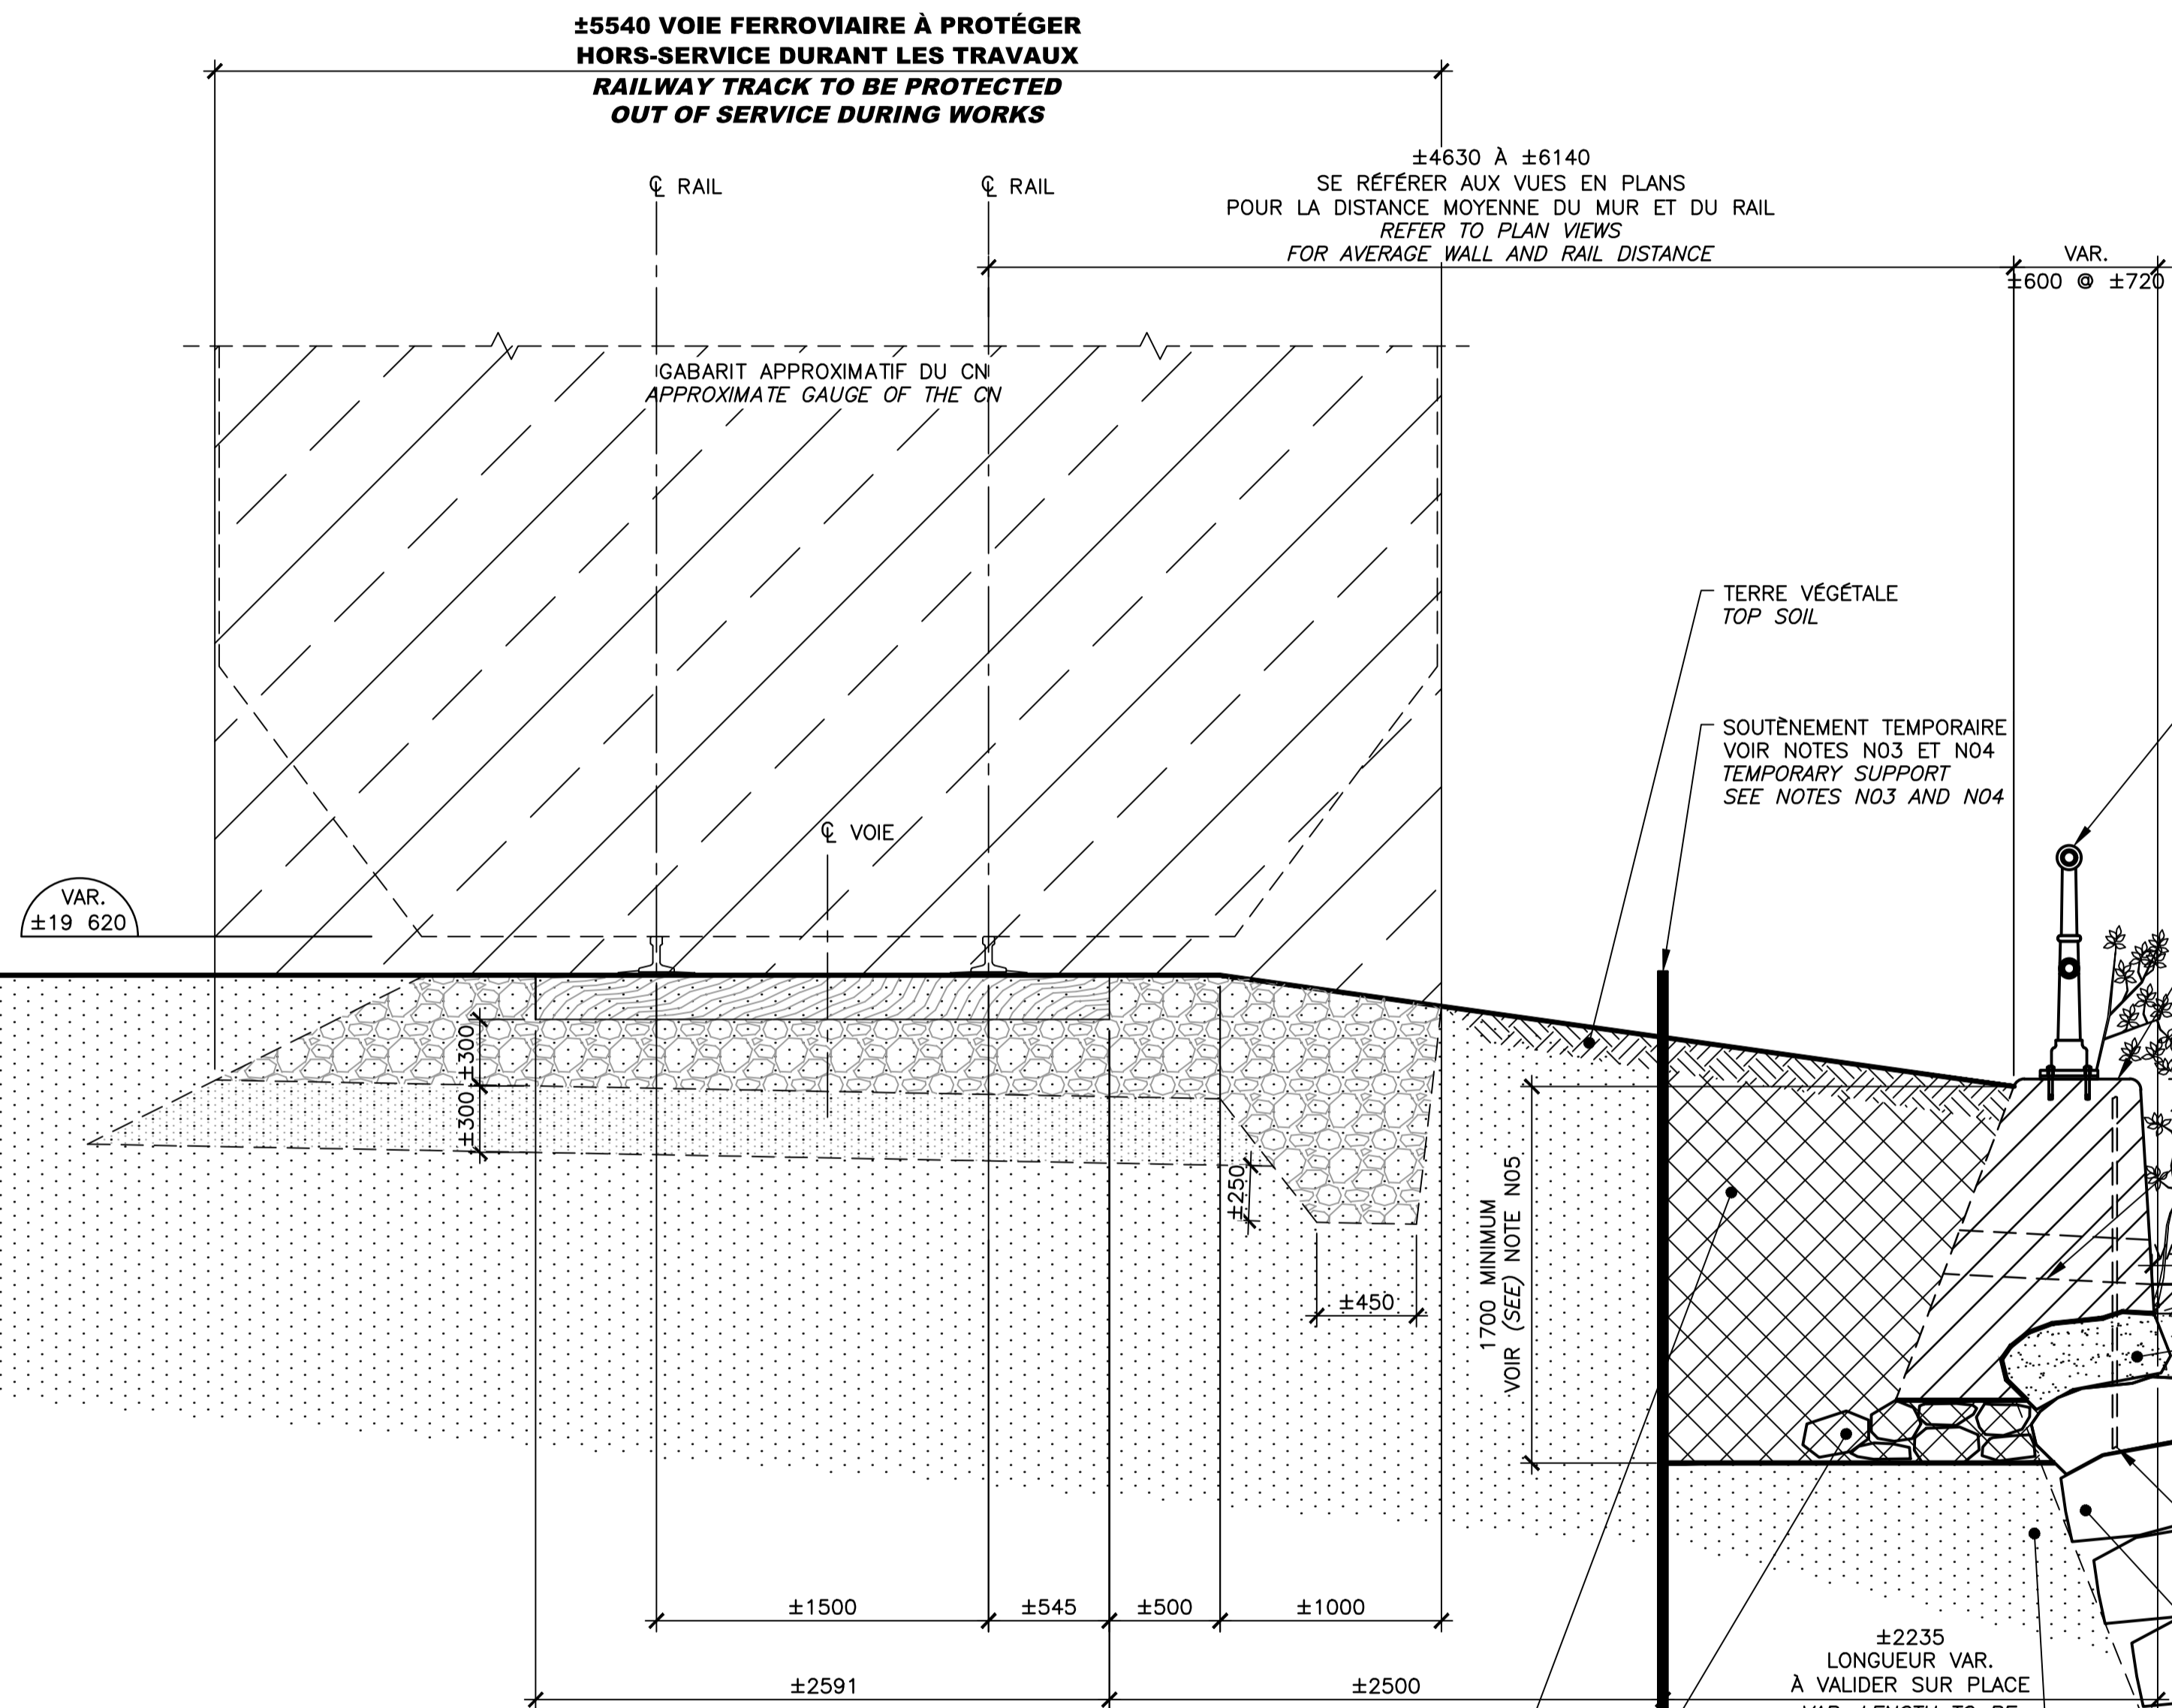 ±5540 VOIE FERROVIAIRE À PROTÉGER
HORS-SERVICE DURANT LES TRAVAUX
RAILWAY TRACK TO BE PROTECTED
OUT OF SERVICE DURING WORKS
±4630 À ±6140
SE RÉFÉRER AUX VUES EN PLANS
POUR LA DISTANCE MOYENNE DU MUR ET DU RAIL
REFER TO PLAN VIEWS
FOR AVERAGE WALL AND RAIL DISTANCE
℄ RAIL
℄ RAIL
VAR.
±600 @ ±720
GABARIT APPROXIMATIF DU CN
APPROXIMATE GAUGE OF THE CN
TERRE VÉGÉTALE
TOP SOIL
SOUTÈNEMENT TEMPORAIRE
VOIR NOTES N03 ET N04
TEMPORARY SUPPORT
SEE NOTES N03 AND N04
℄ VOIE
VAR.
±19 620
±300
±300
±250
±450
1700 MINIMUM
VOIR (SEE) NOTE N05
±1500
±545
±500
±1000
±2591
±2500
±2235
LONGUEUR VAR.
À VALIDER SUR PLACE
VAR. LENGTH TO BE